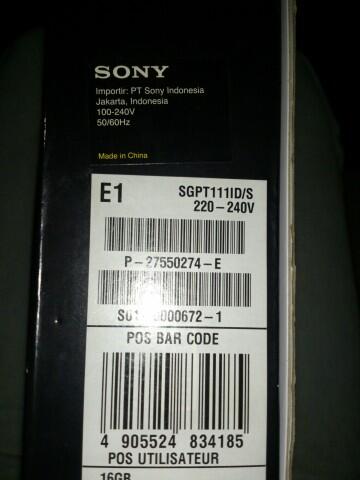 SONY
Importir: PT Sony Indonesia
Jakarta, Indonesia
100-240V
50/60Hz
Made in China
E1 SGPT111ID/S
220-240V
P-27550274-E
POS BAR CODE
4 905524 834185
POS UTILISATEUR
16GB